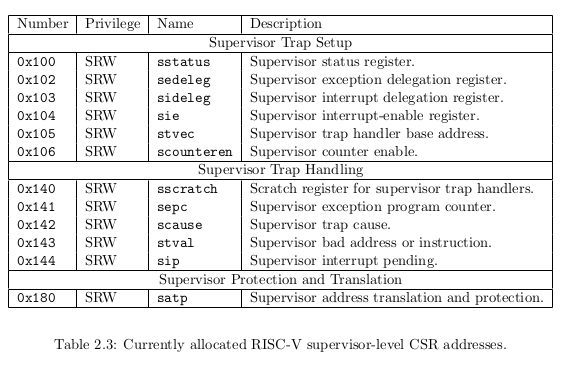 Number Privilege Name Description
Supervisor Trap Setup
0x100 SRW sstatus Supervisor status register.
0x102 SRW sedeleg Supervisor exception delegation register.
0x103 SRW sideleg Supervisor interrupt delegation register.
0x104 SRW sie Supervisor interrupt-enable register.
0x105 SRW stvec Supervisor trap handler base address.
0x106 SRW scounteren Supervisor counter enable.
Supervisor Trap Handling
0x140 SRW sscratch Scratch register for supervisor trap handlers.
0x141 SRW sepc Supervisor exception program counter.
0x142 SRW scause Supervisor trap cause.
0x143 SRW stval Supervisor bad address or instruction.
0x144 SRW sip Supervisor interrupt pending.
Supervisor Protection and Translation
0x180 SRW satp Supervisor address translation and protection.
Table 2.3: Currently allocated RISC-V supervisor-level CSR addresses.